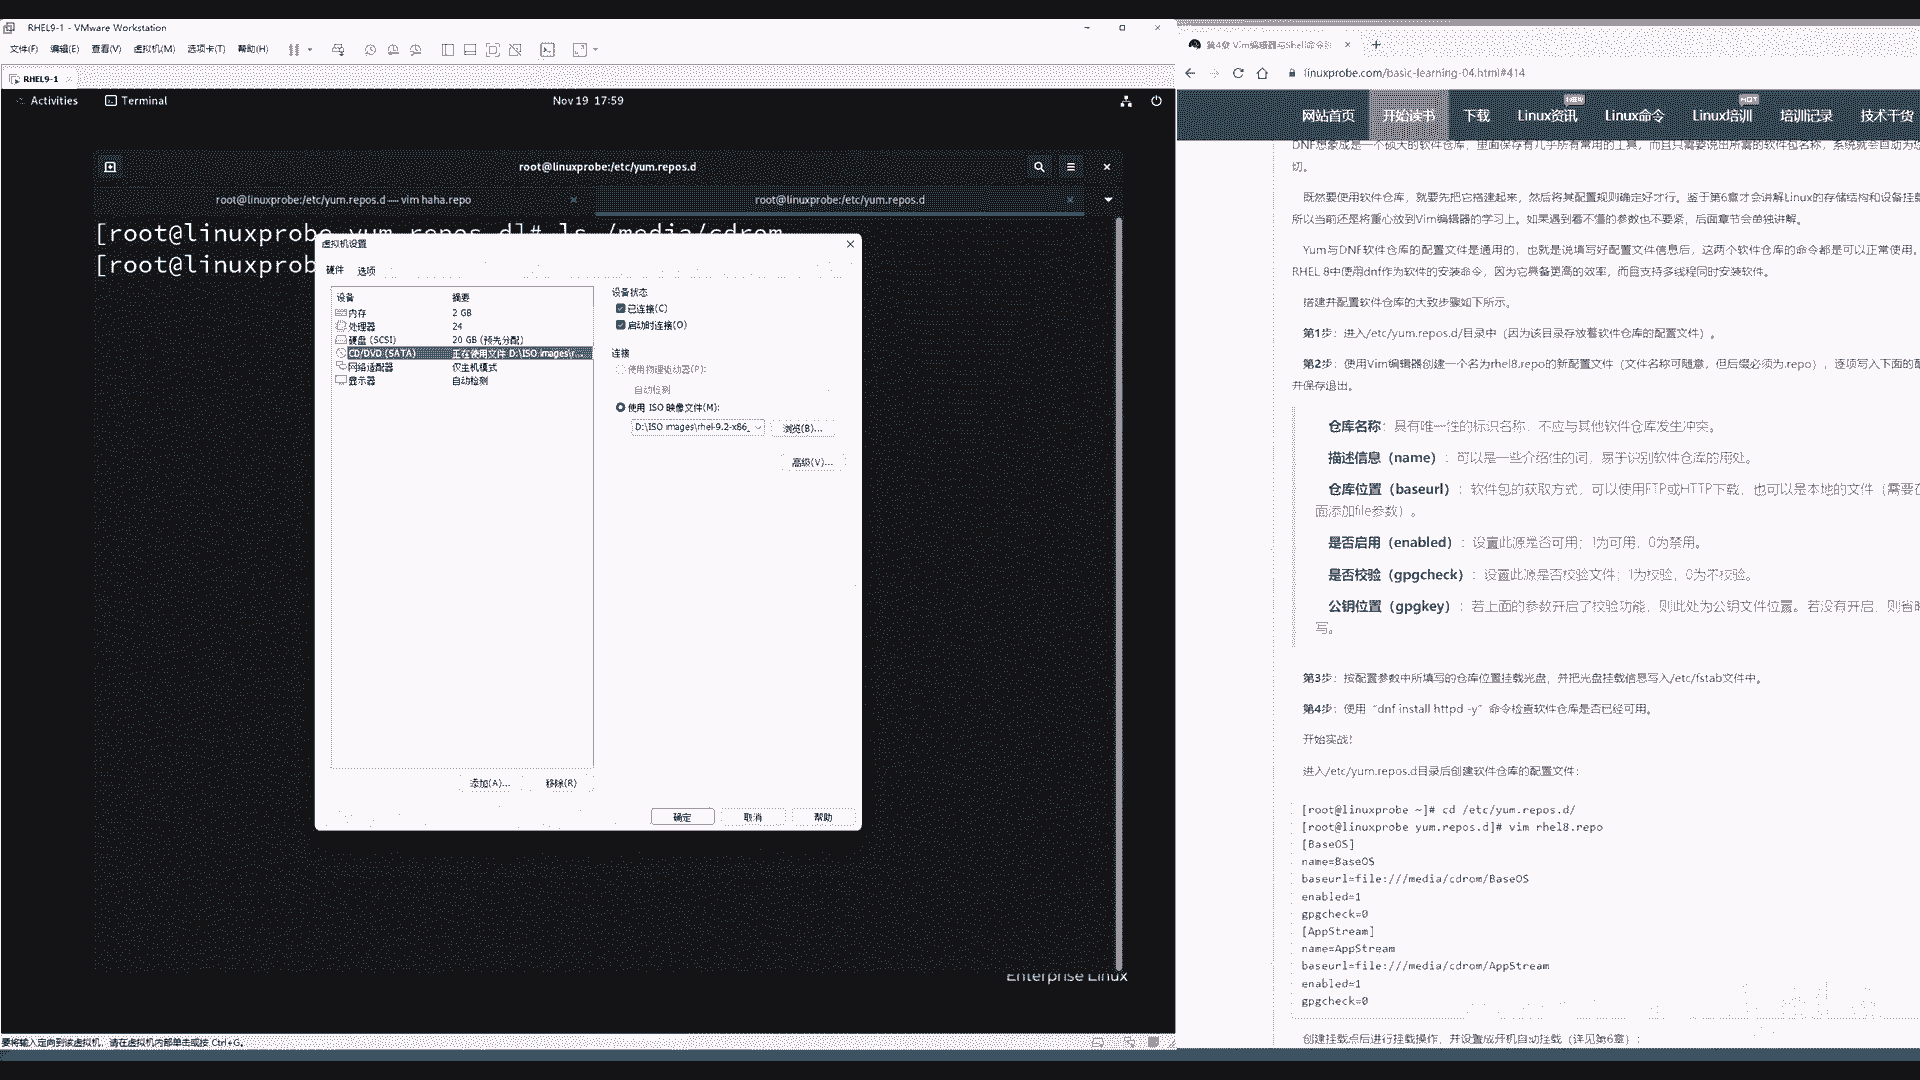 RHEL9-1 - VMware Workstation
文件(F) 编辑(E) 查看(V) 虚拟机(M) 选项卡(T) 帮助(H)
RHEL9-1
Activities Terminal Nov 19 17:59
root@linuxprobe:/etc/yum.repos.d
root@linuxprobe:/etc/yum.repos.d — vim haha.repo
root@linuxprobe:/etc/yum.repos.d
[root@linuxprobe yum.repos.d]# ls /media/cdrom
[root@linuxprob
虚拟机设置
硬件 选项
设备 摘要
内存 2 GB
处理器 24
硬盘 (SCSI) 20 GB (预先分配)
CD/DVD (SATA) 正在使用文件 D:\ISO images\r...
网络适配器 仅主机模式
显示器 自动检测
添加(A)... 移除(R)
设备状态
已连接(C)
启动时连接(O)
连接
使用物理驱动器(P):
自动检测
使用 ISO 映像文件(M):
D:\ISO images\rhel-9.2-x86_ 浏览(B)...
高级(V)...
确定 取消 帮助
Enterprise Linux
要将输入定向到该虚拟机，请在虚拟机内部单击或按 Ctrl+G。
第4章 Vim编辑器与Shell命令
linuxprobe.com/basic-learning-04.html#414
网站首页 开始读书 下载 Linux资讯 Linux命令 Linux培训 培训记录 技术干货
NEW HOT
DNF想象成是一个硕大的软件仓库，里面保存有几乎所有常用的工具，而且只需要说出所需的软件包名称，系统就会自动为您
切。
既然要使用软件仓库，就要先把它搭建起来，然后将其配置规则确定好才行。鉴于第6章才会讲解Linux的存储结构和设备挂载
所以当前还是将重心放到Vim编辑器的学习上。如果遇到看不懂的参数也不要紧，后面章节会单独讲解。
Yum与DNF软件仓库的配置文件是通用的，也就是说填写好配置文件信息后，这两个软件仓库的命令都是可以正常使用。
RHEL 8中使用dnf作为软件的安装命令，因为它具备更高的效率，而且支持多线程同时安装软件。
搭建并配置软件仓库的大致步骤如下所示。
第1步：进入/etc/yum.repos.d/目录中（因为该目录存放着软件仓库的配置文件）。
第2步：使用Vim编辑器创建一个名为rhel8.repo的新配置文件（文件名称可随意，但后缀必须为.repo），逐项写入下面的配
并保存退出。
仓库名称：具有唯一性的标识名称，不应与其他软件仓库发生冲突。
描述信息（name）：可以是一些介绍性的词，易于识别软件仓库的用处。
仓库位置（baseurl）：软件包的获取方式，可以使用FTP或HTTP下载，也可以是本地的文件（需要在
面添加file参数）。
是否启用（enabled）：设置此源是否可用；1为可用，0为禁用。
是否校验（gpgcheck）：设置此源是否校验文件；1为校验，0为不校验。
公钥位置（gpgkey）：若上面的参数开启了校验功能，则此处为公钥文件位置。若没有开启，则省略
写。
第3步：按配置参数中所填写的仓库位置挂载光盘，并把光盘挂载信息写入/etc/fstab文件中。
第4步：使用“dnf install httpd -y”命令检查软件仓库是否已经可用。
开始实战！
进入/etc/yum.repos.d目录后创建软件仓库的配置文件：
[root@linuxprobe ~]# cd /etc/yum.repos.d/
[root@linuxprobe yum.repos.d]# vim rhel8.repo
[BaseOS]
name=BaseOS
baseurl=file:///media/cdrom/BaseOS
enabled=1
gpgcheck=0
[AppStream]
name=AppStream
baseurl=file:///media/cdrom/AppStream
enabled=1
gpgcheck=0
创建挂载点后进行挂载操作，并设置成开机自动挂载（详见第6章）：